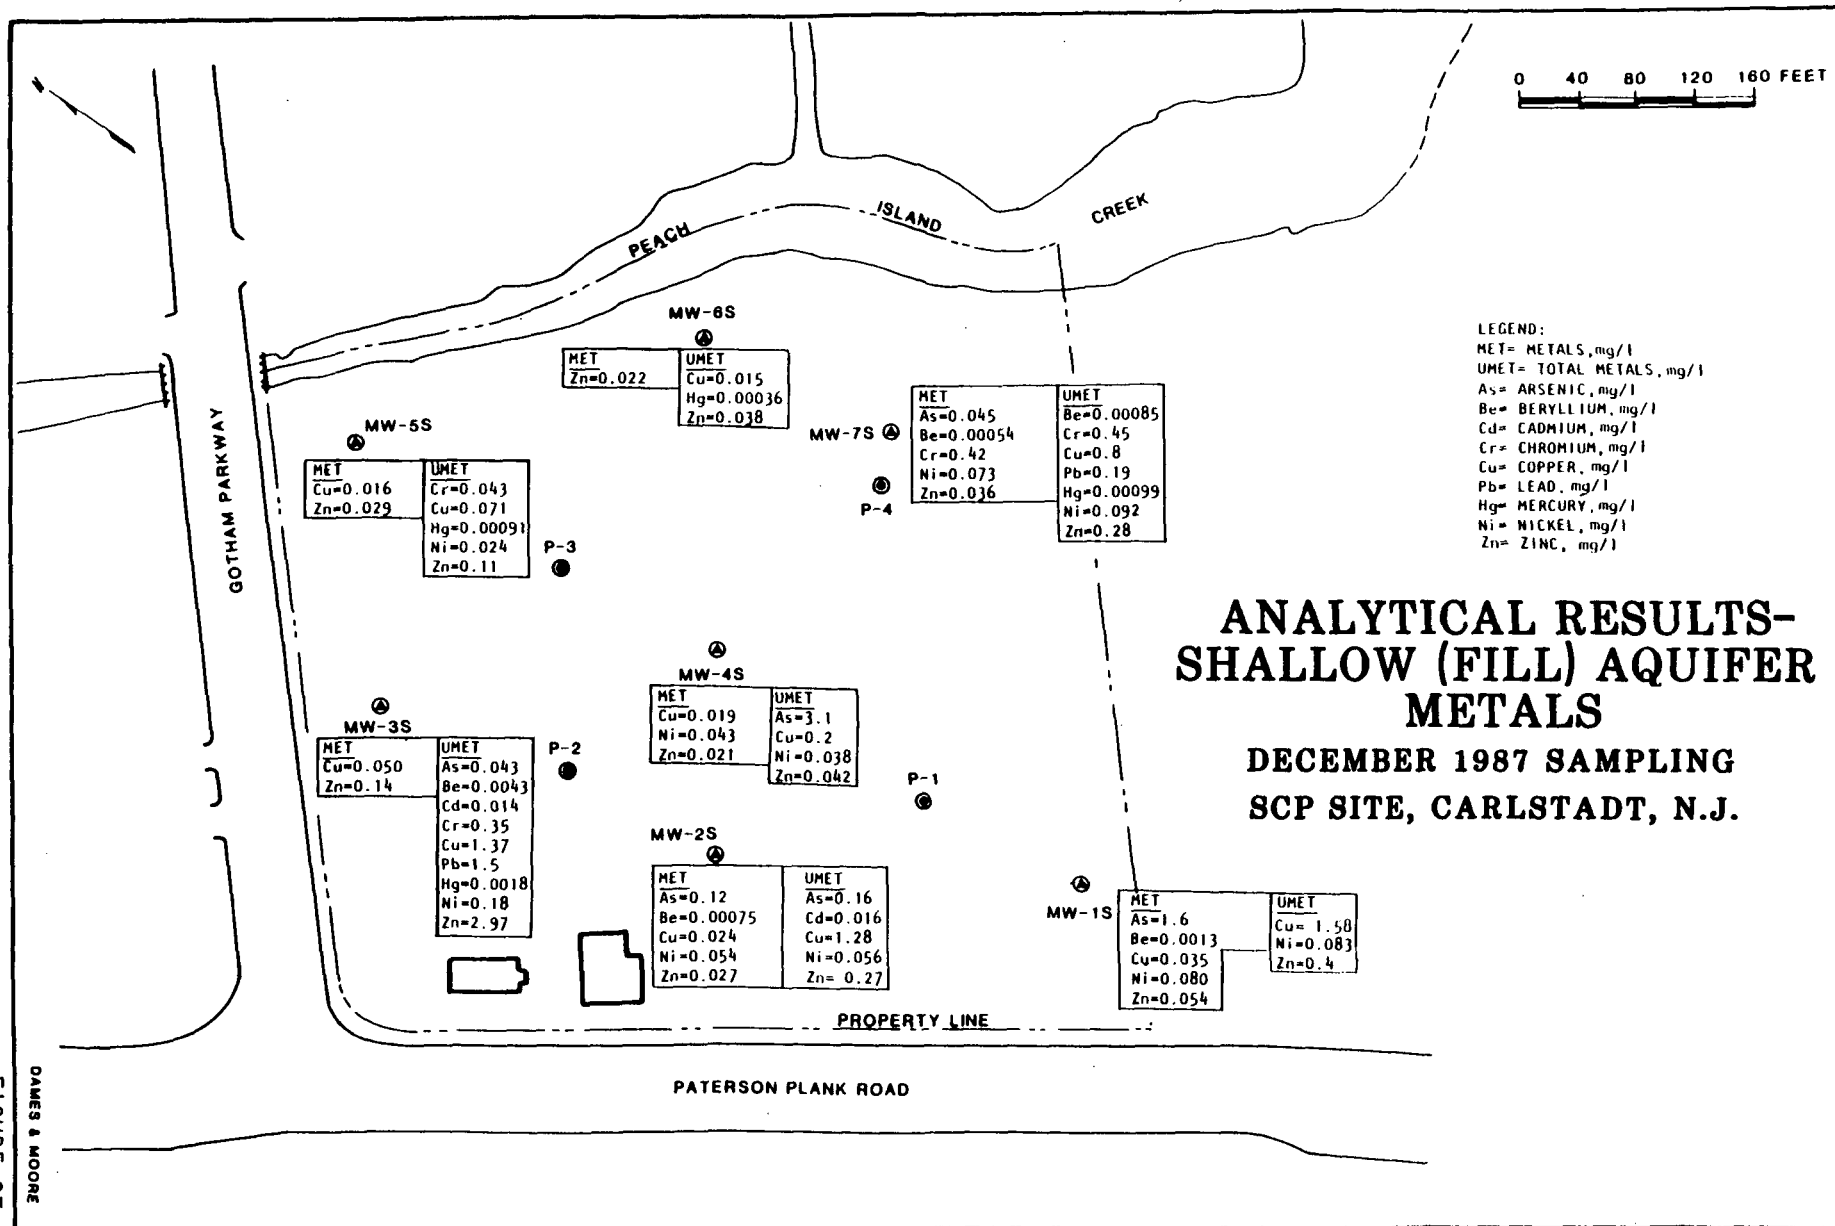 N
0 40 80 120 160 FEET
PEACH ISLAND CREEK
MW-6S
MET
Zn=0.022
UMET
Cu=0.015
Hg=0.00036
Zn=0.038
MW-5S
MET
Cu=0.016
Zn=0.029
UMET
Cr=0.043
Cu=0.071
Hg=0.00091
Ni=0.024
Zn=0.11
MW-7S
P-4
MET
As=0.045
Be=0.00054
Cr=0.42
Ni=0.073
Zn=0.036
UMET
Be=0.00085
Cr=0.45
Cu=0.8
Pb=0.19
Hg=0.00099
Ni=0.092
Zn=0.28
LEGEND:
MET= METALS, mg/l
UMET= TOTAL METALS, mg/l
As= ARSENIC, mg/l
Be= BERYLLIUM, mg/l
Cd= CADMIUM, mg/l
Cr= CHROMIUM, mg/l
Cu= COPPER, mg/l
Pb= LEAD, mg/l
Hg= MERCURY, mg/l
Ni= NICKEL, mg/l
Zn= ZINC, mg/l
GOTHAM PARKWAY
P-3
ANALYTICAL RESULTS-
SHALLOW (FILL) AQUIFER
METALS
DECEMBER 1987 SAMPLING
SCP SITE, CARLSTADT, N.J.
MW-4S
MET
Cu=0.019
Ni=0.043
Zn=0.021
UMET
As=3.1
Cu=0.2
Ni=0.038
Zn=0.042
MW-3S
MET
Cu=0.050
Zn=0.14
UMET
As=0.043
Be=0.0043
Cd=0.014
Cr=0.35
Cu=1.37
Pb=1.5
Hg=0.0018
Ni=0.18
Zn=2.97
P-2
P-1
MW-2S
MET
As=0.12
Be=0.00075
Cu=0.024
Ni=0.054
Zn=0.027
UMET
As=0.16
Cd=0.016
Cu=1.28
Ni=0.056
Zn= 0.27
MW-1S
MET
As=1.6
Be=0.0013
Cu=0.035
Ni=0.080
Zn=0.054
UMET
Cu= 1.58
Ni=0.083
Zn=0.4
PROPERTY LINE
PATERSON PLANK ROAD
DAMES & MOORE